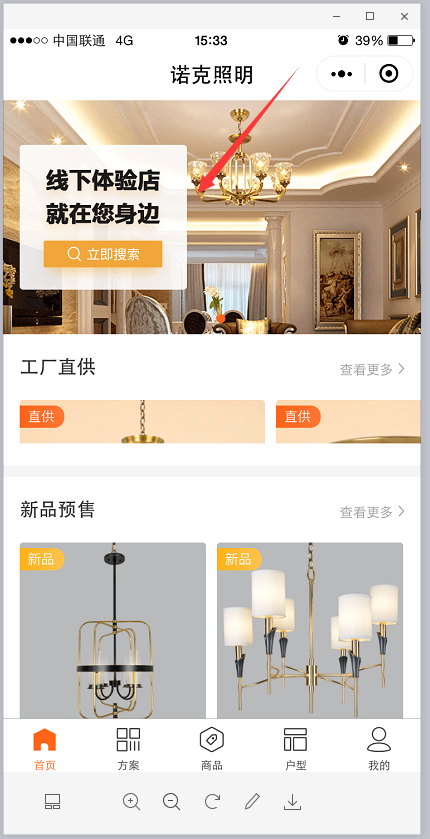 ●●●○○ 中国联通 4G 15:33 39%
诺克照明
线下体验店
就在您身边
立即搜索
工厂直供 查看更多 >
直供 直供
新品预售 查看更多 >
新品 新品
首页 方案 商品 户型 我的